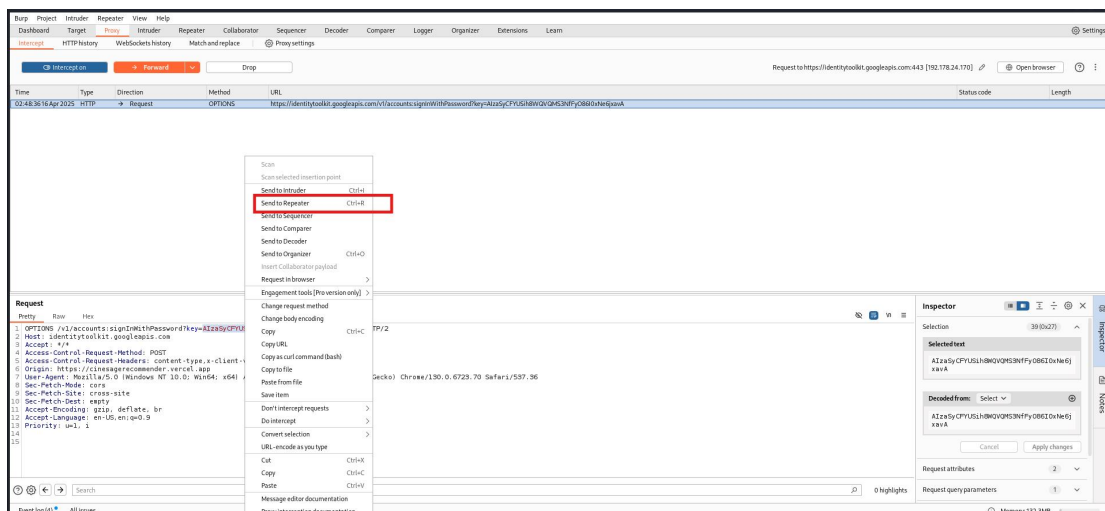 Burp Project Intruder Repeater View Help
Dashboard Target Proxy Intruder Repeater Collaborator Sequencer Decoder Comparer Logger Organizer Extensions Learn Settings
Intercept HTTP history WebSockets history Match and replace Proxy settings
Intercept on → Forward Drop Request to https://identitytoolkit.googleapis.com:443 [192.178.24.170] Open browser
Time Type Direction Method URL Status code Length
02:48:36 16 Apr 2025 HTTP → Request OPTIONS https://identitytoolkit.googleapis.com/v1/accounts:signInWithPassword?key=
Scan
Scan selected insertion point
Send to Intruder Ctrl+I
Send to Repeater Ctrl+R
Send to Sequencer
Send to Comparer
Send to Decoder
Send to Organizer Ctrl+O
Insert Collaborator payload
Request in browser >
Engagement tools [Pro version only] >
Change request method
Change body encoding
Copy Ctrl+C
Copy URL
Copy as curl command (bash)
Copy to file
Paste from file
Save item
Don't intercept requests >
Do intercept >
Convert selection >
URL-encode as you type
Cut Ctrl+X
Copy Ctrl+C
Paste Ctrl+V
Message editor documentation
Proxy interception documentation
Request
Pretty Raw Hex
1 OPTIONS /v1/accounts:signInWithPassword?key= TP/2
2 Host: identitytoolkit.googleapis.com
3 Accept: */*
4 Access-Control-Request-Method: POST
5 Access-Control-Request-Headers: content-type,x-client-
6 Origin: https://cinesagerecommender.vercel.app
7 User-Agent: Mozilla/5.0 (Windows NT 10.0; Win64; x64) Gecko) Chrome/130.0.6723.70 Safari/537.36
8 Sec-Fetch-Mode: cors
9 Sec-Fetch-Site: cross-site
10 Sec-Fetch-Dest: empty
11 Accept-Encoding: gzip, deflate, br
12 Accept-Language: en-US,en;q=0.9
13 Priority: u=1, i
14
15
Search 0 highlights
Event log (4) All issues Memory: 132.3MB
Inspector
Selection 39 (0x27)
Selected text
xavA
Decoded from: Select
xavA
Cancel Apply changes
Request attributes 2
Request query parameters 1
Inspector
Notes